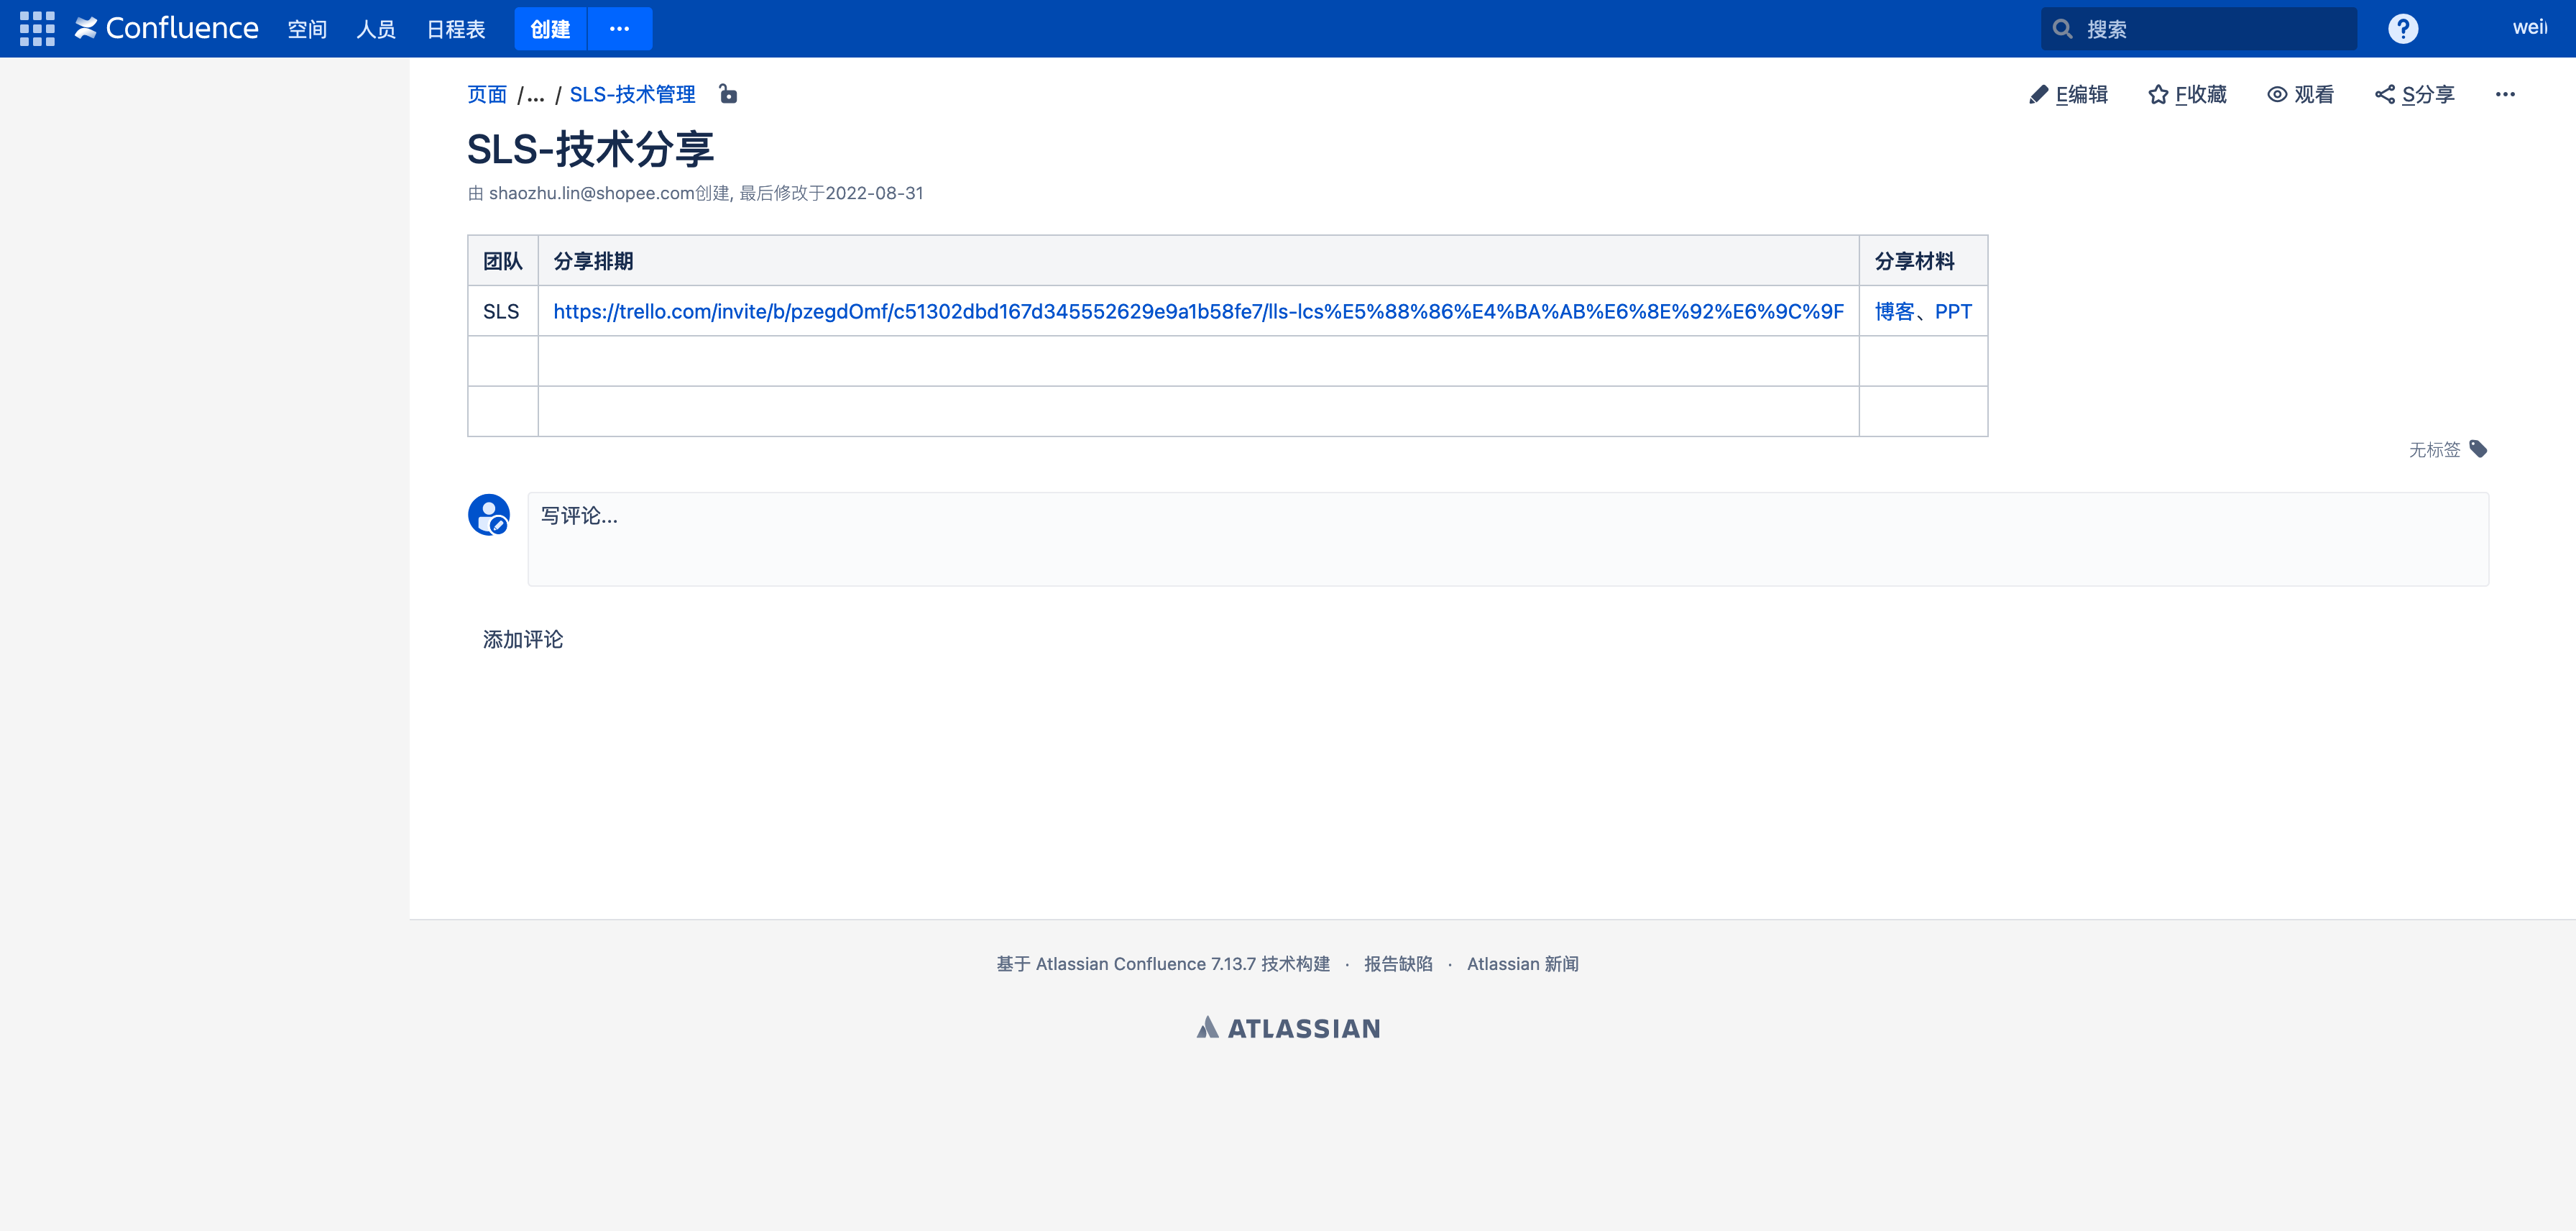 Confluence 空间 人员 日程表 创建 ··· 搜索 weil
页面 /... / SLS-技术管理 E编辑 F收藏 观看 S分享 ···
SLS-技术分享
由 shaozhu.lin@shopee.com创建, 最后修改于2022-08-31
团队 分享排期 分享材料
SLS https://trello.com/invite/b/pzegdOmf/c51302dbd167d345552629e9a1b58fe7/lls-lcs%E5%88%86%E4%BA%AB%E6%8E%92%E6%9C%9F 博客、PPT
无标签
写评论...
添加评论
基于 Atlassian Confluence 7.13.7 技术构建 · 报告缺陷 · Atlassian 新闻
ATLASSIAN